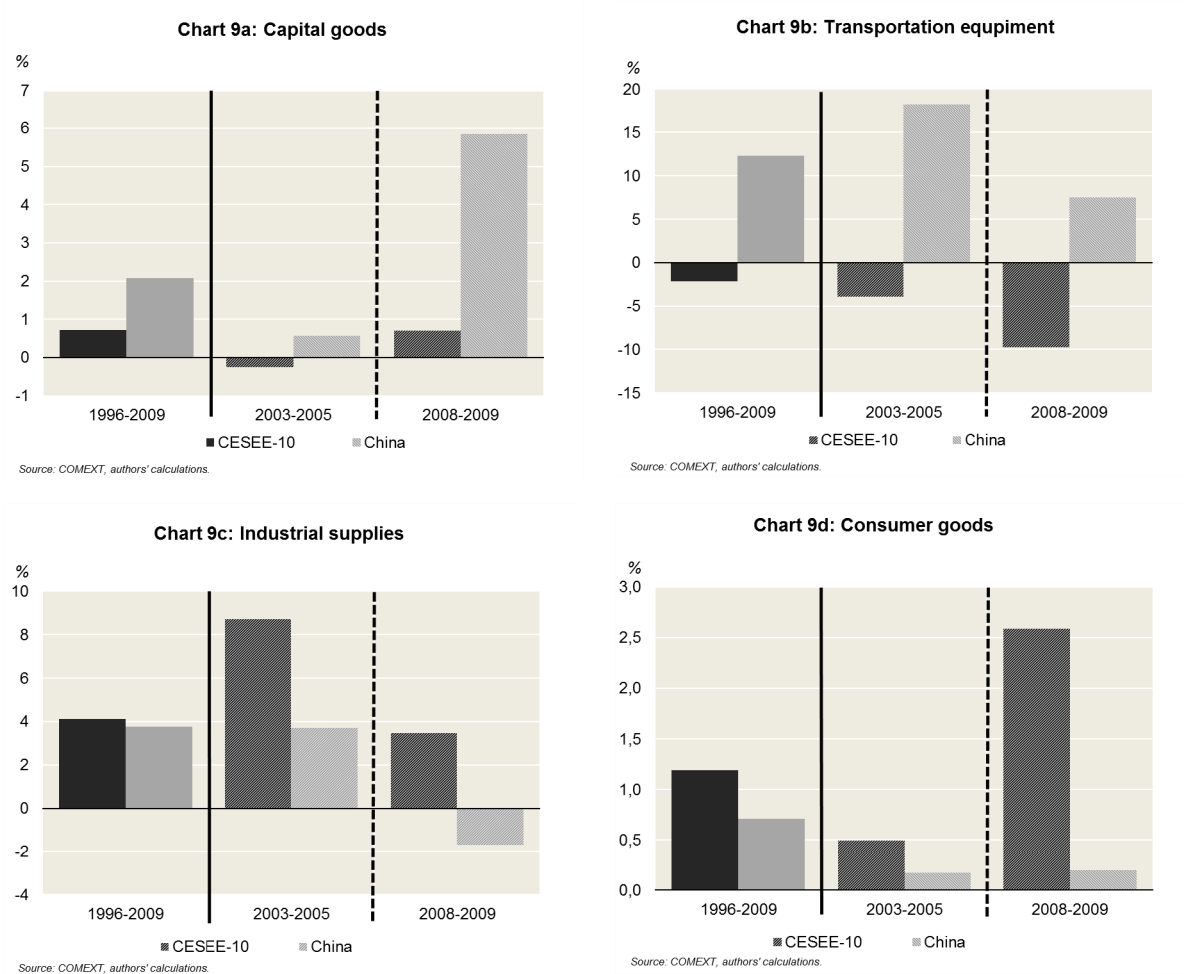 Chart 9a: Capital goods
%
7
6
5
4
3
2
1
0
-1
1996-2009 2003-2005 2008-2009
CESEE-10 China
Source: COMEXT, authors' calculations.
Chart 9b: Transportation equpiment
%
20
15
10
5
0
-5
-10
-15
1996-2009 2003-2005 2008-2009
CESEE-10 China
Source: COMEXT, authors' calculations.
Chart 9c: Industrial supplies
%
10
8
6
4
2
0
-2
-4
1996-2009 2003-2005 2008-2009
CESEE-10 China
Source: COMEXT, authors' calculations.
Chart 9d: Consumer goods
%
3,0
2,5
2,0
1,5
1,0
0,5
0,0
1996-2009 2003-2005 2008-2009
CESEE-10 China
Source: COMEXT, authors' calculations.